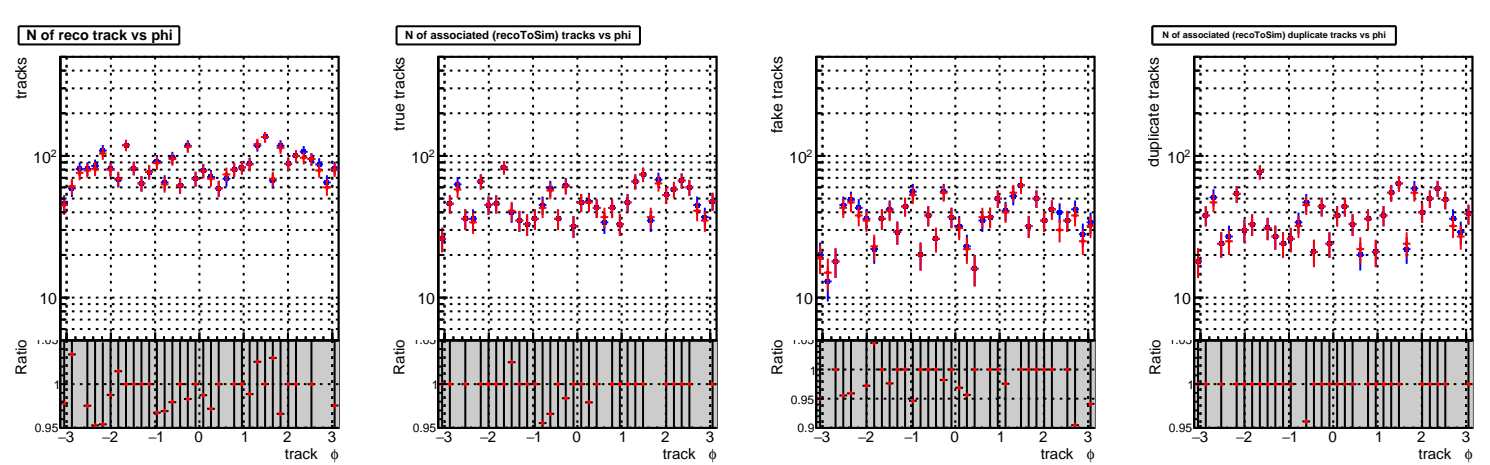 N of reco track vs phi
tracks
10²
10
Ratio
1.05
1
0.95
−3 −2 −1 0 1 2 3
track ϕ
N of associated (recoToSim) tracks vs phi
true tracks
10²
10
Ratio
1.05
1
0.95
−3 −2 −1 0 1 2 3
track ϕ
fake tracks
10²
10
Ratio
1.05
1
0.95
0.9
−3 −2 −1 0 1 2 3
track ϕ
N of associated (recoToSim) duplicate tracks vs phi
duplicate tracks
10²
10
Ratio
1.05
1
0.95
−3 −2 −1 0 1 2 3
track ϕ